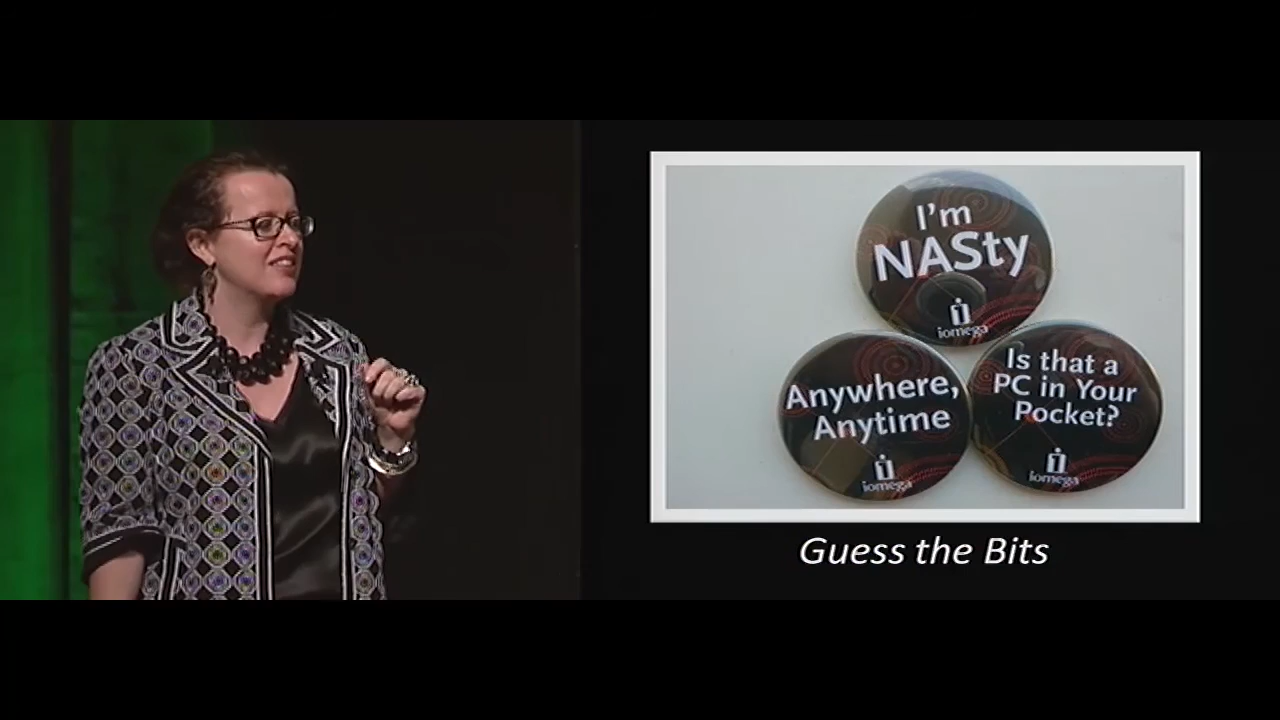 I'm
NASty
iomega
Anywhere,
Anytime
iomega
Is that a
PC in Your
Pocket?
iomega
Guess the Bits